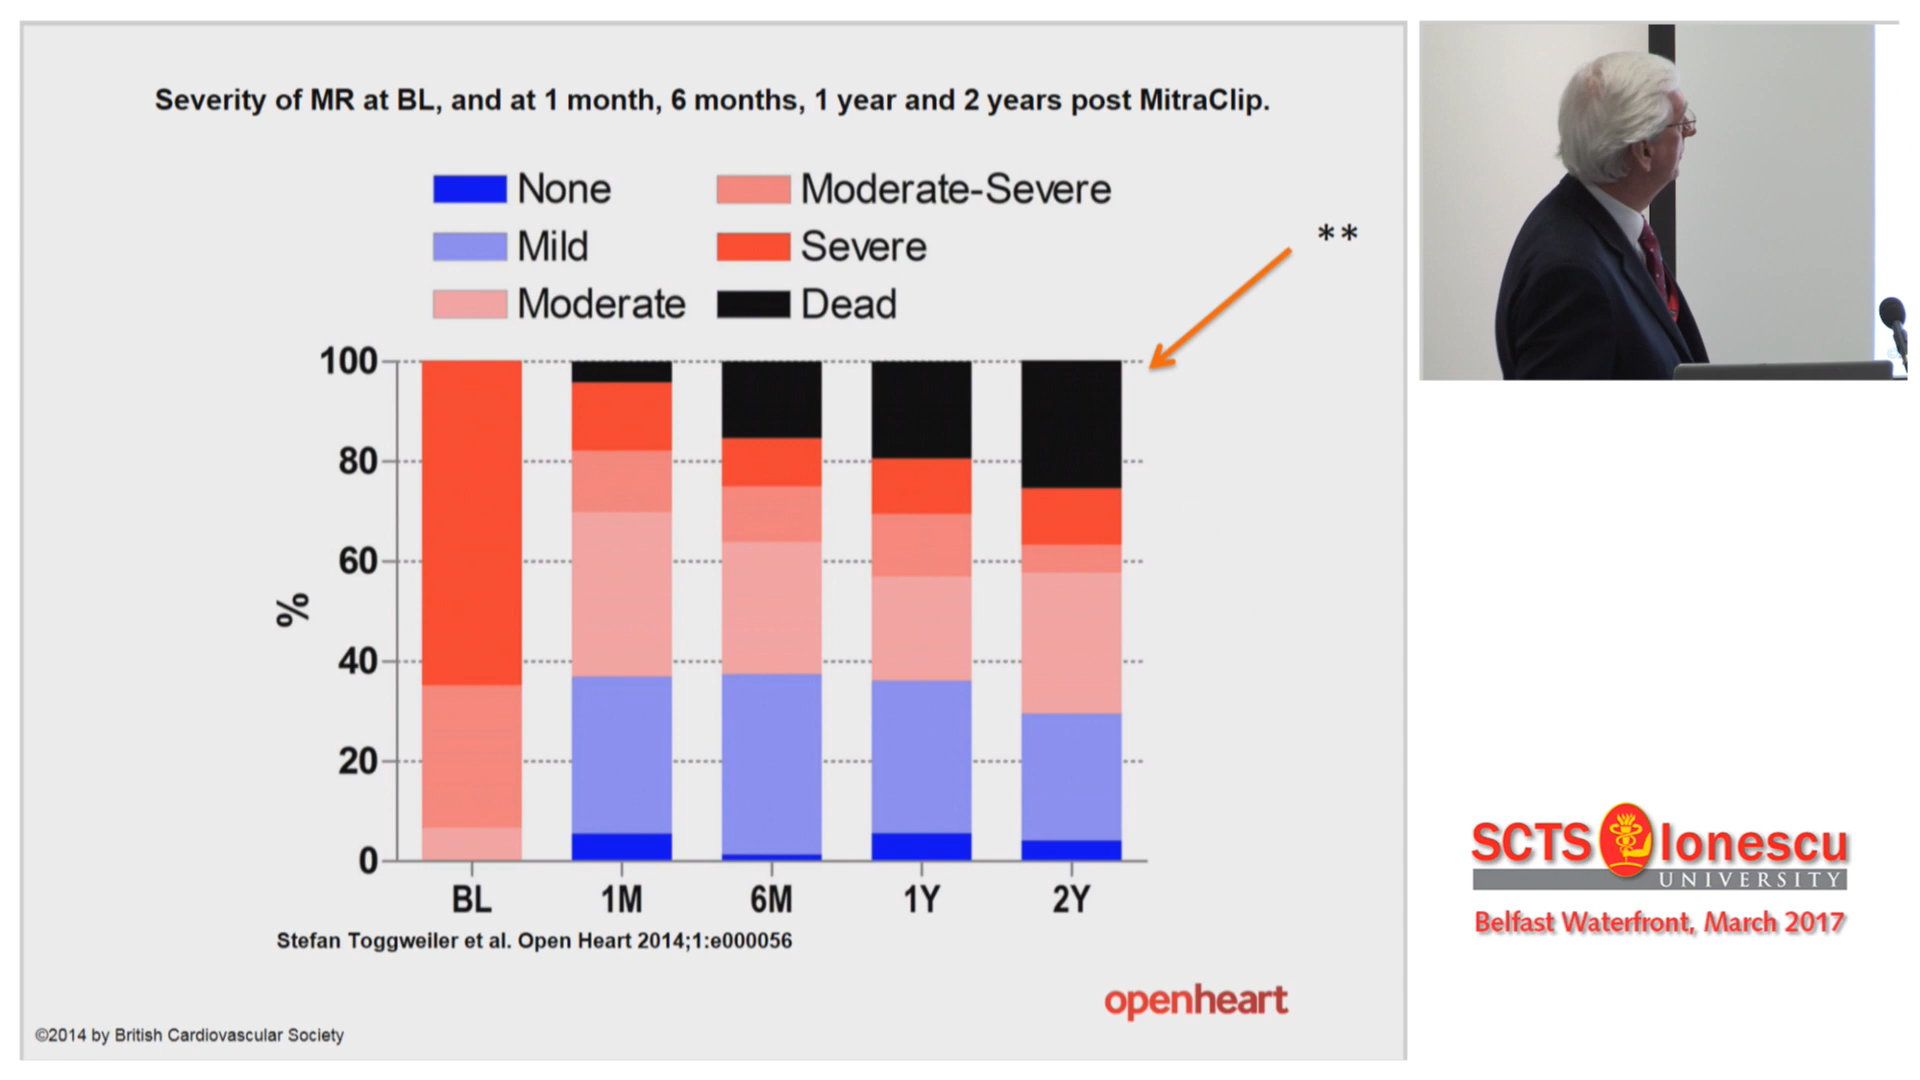 Severity of MR at BL, and at 1 month, 6 months, 1 year and 2 years post MitraClip.
None
Moderate-Severe
Mild
Severe
Moderate
Dead
**
100
80
60
40
20
0
%
BL 1M 6M 1Y 2Y
Stefan Toggweiler et al. Open Heart 2014;1:e000056
openheart
©2014 by British Cardiovascular Society
SCTS Ionescu
UNIVERSITY
Belfast Waterfront, March 2017